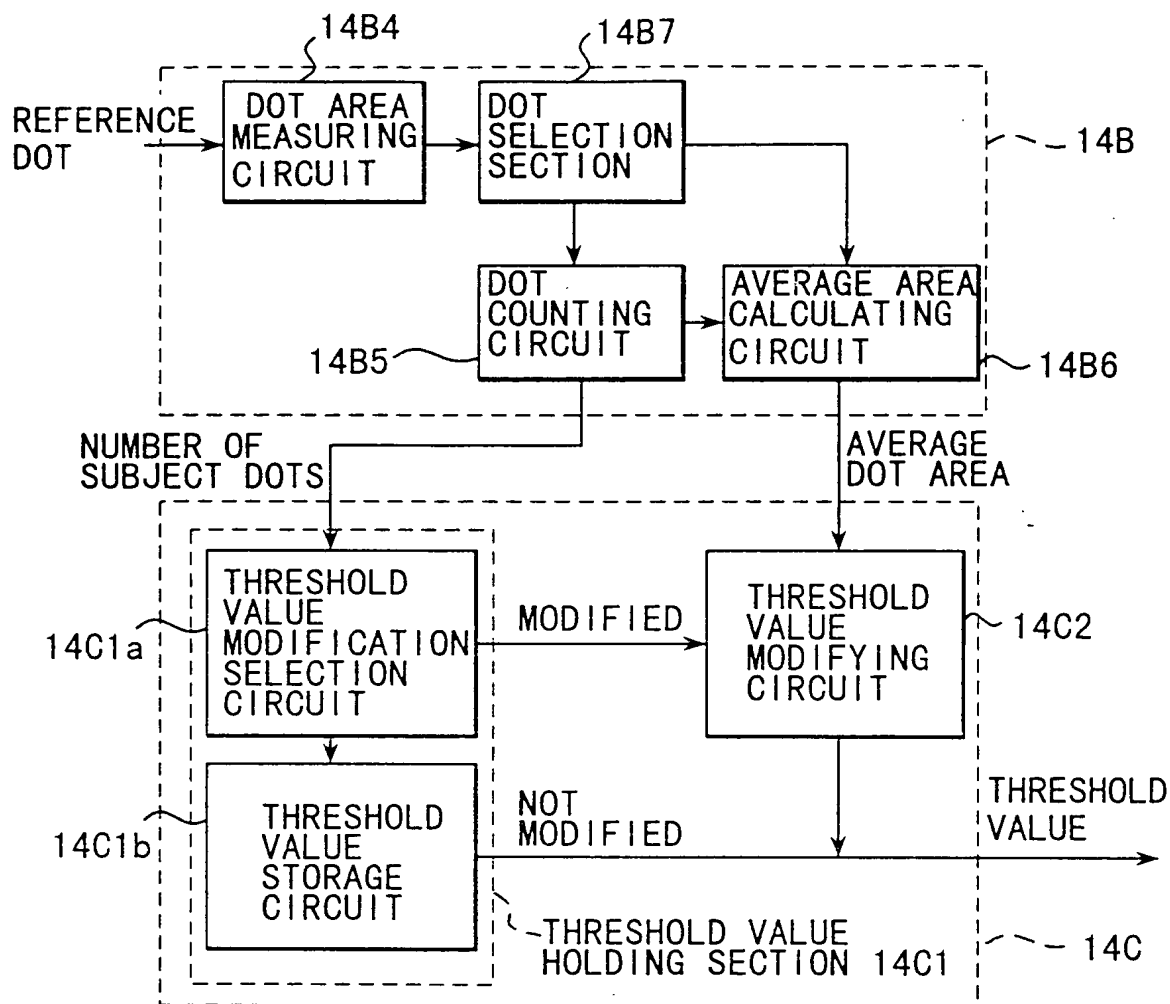 14B4
14B7
REFERENCE
DOT
DOT AREA
MEASURING
CIRCUIT
DOT
SELECTION
SECTION
14B
DOT
COUNTING
CIRCUIT
AVERAGE AREA
CALCULATING
CIRCUIT
14B5
14B6
NUMBER OF
SUBJECT DOTS
AVERAGE
DOT AREA
THRESHOLD
VALUE
MODIFICATION
SELECTION
CIRCUIT
14C1a
MODIFIED
THRESHOLD
VALUE
MODIFYING
CIRCUIT
14C2
THRESHOLD
VALUE
STORAGE
CIRCUIT
14C1b
NOT
MODIFIED
THRESHOLD
VALUE
THRESHOLD VALUE
HOLDING SECTION 14C1
14C